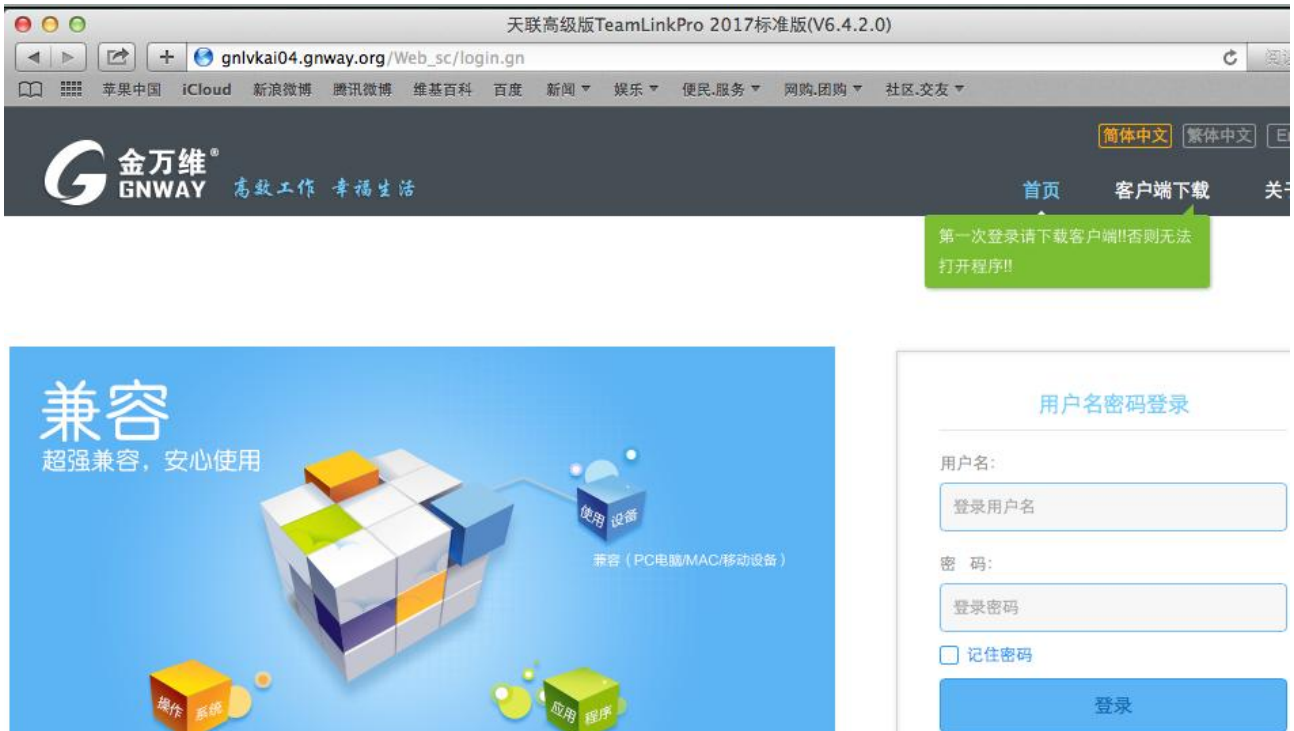 天联高级版TeamLinkPro 2017标准版(V6.4.2.0)
gnlvkai04.gnway.org/Web_sc/login.gn
阅
苹果中国 iCloud 新浪微博 腾讯微博 维基百科 百度 新闻 娱乐 便民.服务 网购.团购 社区.交友
简体中文 繁体中文 En
金万维®
GNWAY 高效工作 幸福生活
首页 客户端下载 关于
第一次登录请下载客户端!!否则无法
打开程序!!
兼容
超强兼容，安心使用
使用 设备
兼容（PC电脑/MAC/移动设备）
操作 系统
应用 程序
用户名密码登录
用户名:
登录用户名
密 码:
登录密码
记住密码
登录